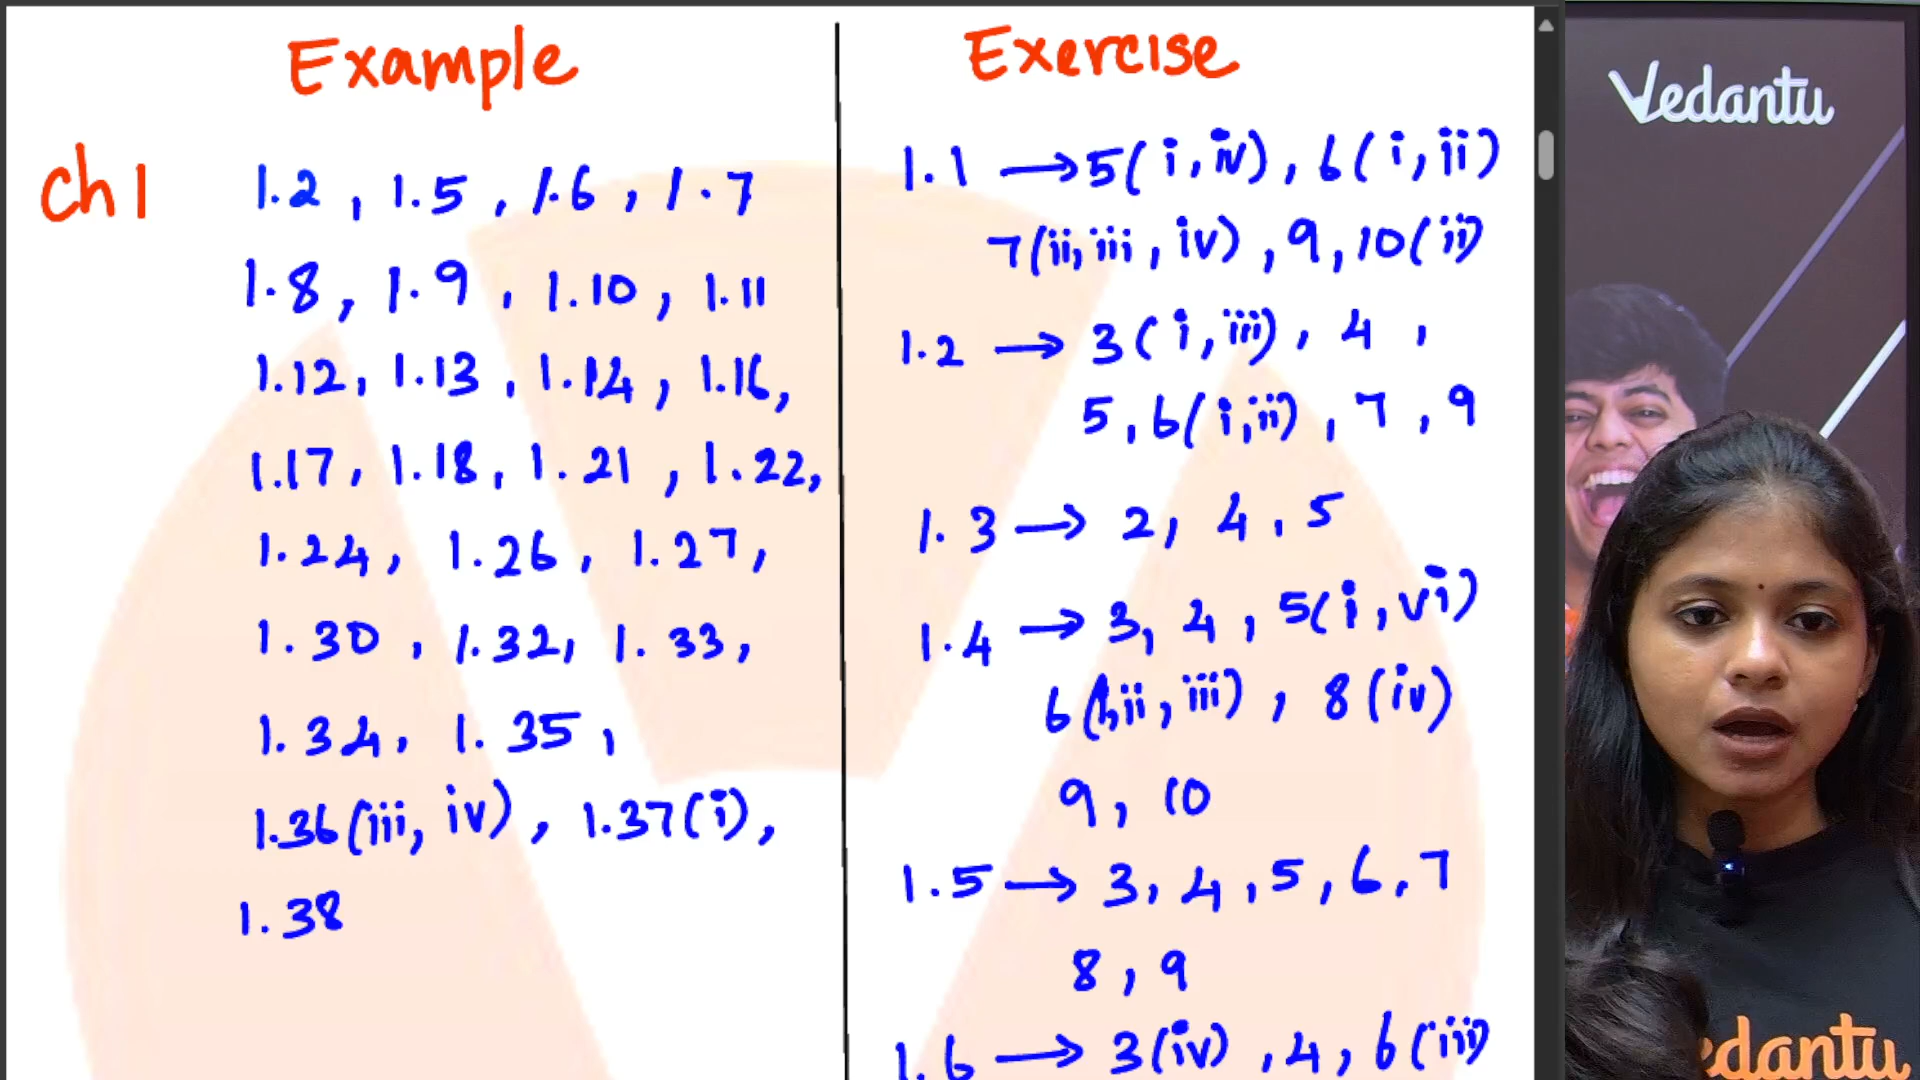 Example
Exercise
Ch 1
1.2, 1.5, 1.6, 1.7
1.8, 1.9, 1.10, 1.11
1.12, 1.13, 1.14, 1.16,
1.17, 1.18, 1.21, 1.22,
1.24, 1.26, 1.27,
1.30, 1.32, 1.33,
1.34, 1.35,
1.36(iii, iv), 1.37(i),
1.38
1.1 → 5(i, iv), 6(i, ii)
7(ii, iii, iv), 9, 10(ii)
1.2 → 3(i, iii), 4,
5, 6(i, ii), 7, 9
1.3 → 2, 4, 5
1.4 → 3, 4, 5(i, vi)
6(ii, iii), 8(iv)
9, 10
1.5 → 3, 4, 5, 6, 7
8, 9
1.6 → 3(iv), 4, 6(iii)
Vedantu
edantu